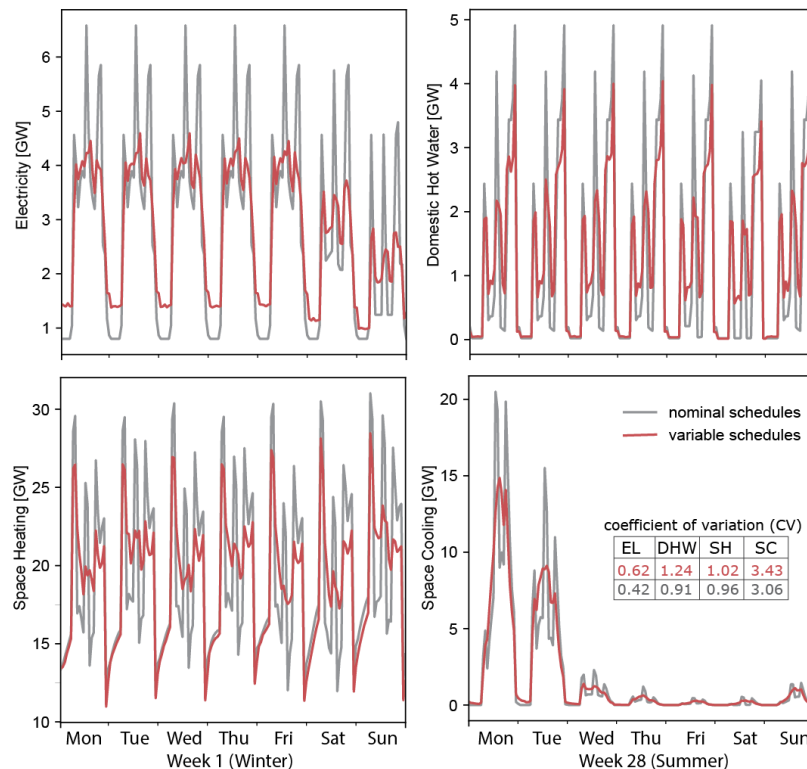 Electricity [GW]
6
5
4
3
2
1
Domestic Hot Water [GW]
5
4
3
2
1
0
Space Heating [GW]
30
25
20
15
10
Mon Tue Wed Thu Fri Sat Sun
Week 1 (Winter)
Space Cooling [GW]
20
15
10
5
0
nominal schedules
variable schedules
coefficient of variation (CV)
EL DHW SH SC
0.62 1.24 1.02 3.43
0.42 0.91 0.96 3.06
Mon Tue Wed Thu Fri Sat Sun
Week 28 (Summer)